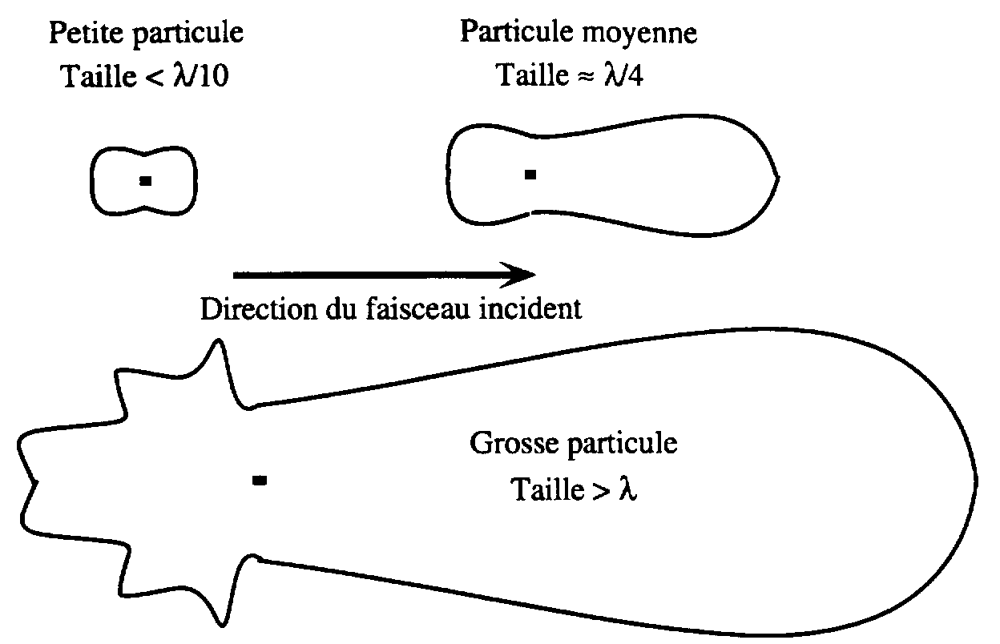 Petite particule
Taille < λ/10
Particule moyenne
Taille ≈ λ/4
Direction du faisceau incident
Grosse particule
Taille > λ